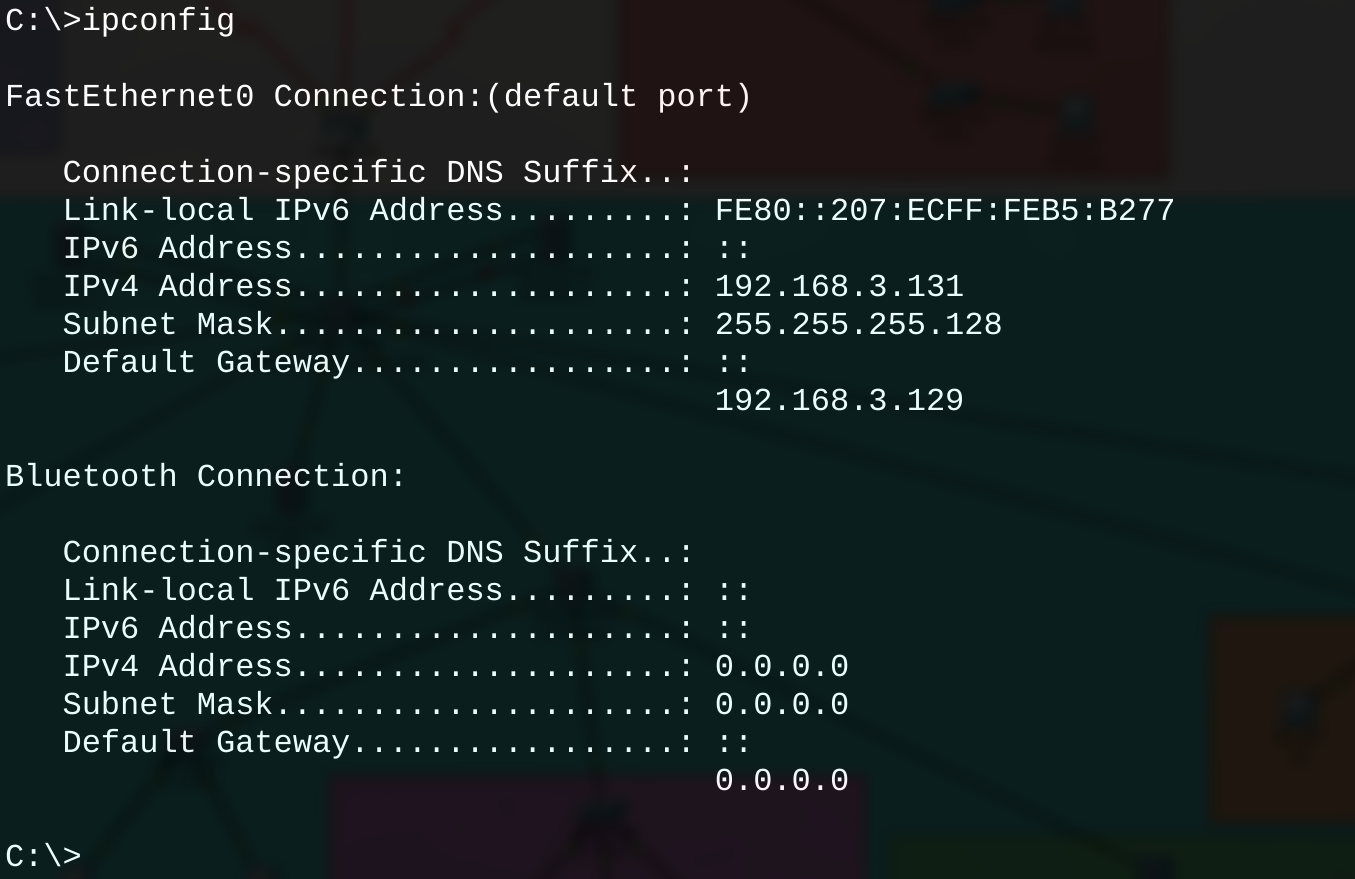 C:\>ipconfig
FastEthernet0 Connection:(default port)
Connection-specific DNS Suffix..:
Link-local IPv6 Address.........: FE80::207:ECFF:FEB5:B277
IPv6 Address....................: ::
IPv4 Address....................: 192.168.3.131
Subnet Mask.....................: 255.255.255.128
Default Gateway.................: ::
192.168.3.129
Bluetooth Connection:
Connection-specific DNS Suffix..:
Link-local IPv6 Address.........: ::
IPv6 Address....................: ::
IPv4 Address....................: 0.0.0.0
Subnet Mask.....................: 0.0.0.0
Default Gateway.................: ::
0.0.0.0
C:\>